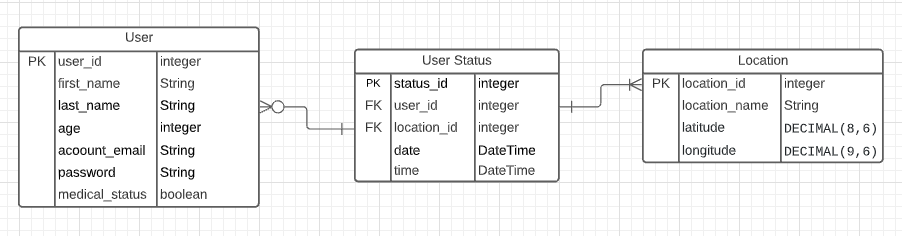 User
PK user_id integer
first_name String
last_name String
age integer
acoount_email String
password String
medical_status boolean
User Status
PK status_id integer
FK user_id integer
FK location_id integer
date DateTime
time DateTime
Location
PK location_id integer
location_name String
latitude DECIMAL(8,6)
longitude DECIMAL(9,6)